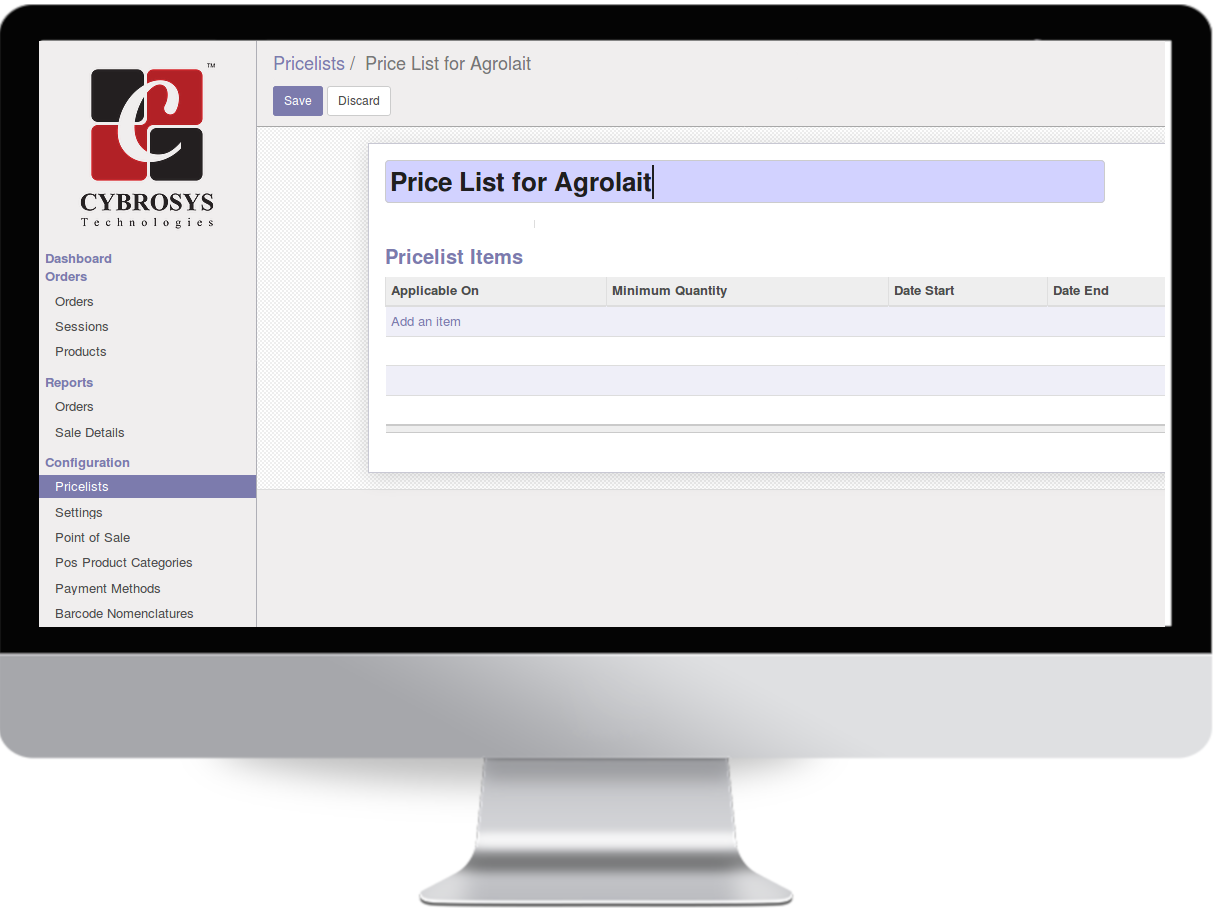 ™
CYBROSYS
Technologies
Dashboard
Orders
Orders
Sessions
Products
Reports
Orders
Sale Details
Configuration
Pricelists
Settings
Point of Sale
Pos Product Categories
Payment Methods
Barcode Nomenclatures
Pricelists / Price List for Agrolait
Save Discard
Price List for Agrolait
Pricelist Items
Applicable On Minimum Quantity Date Start Date End
Add an item